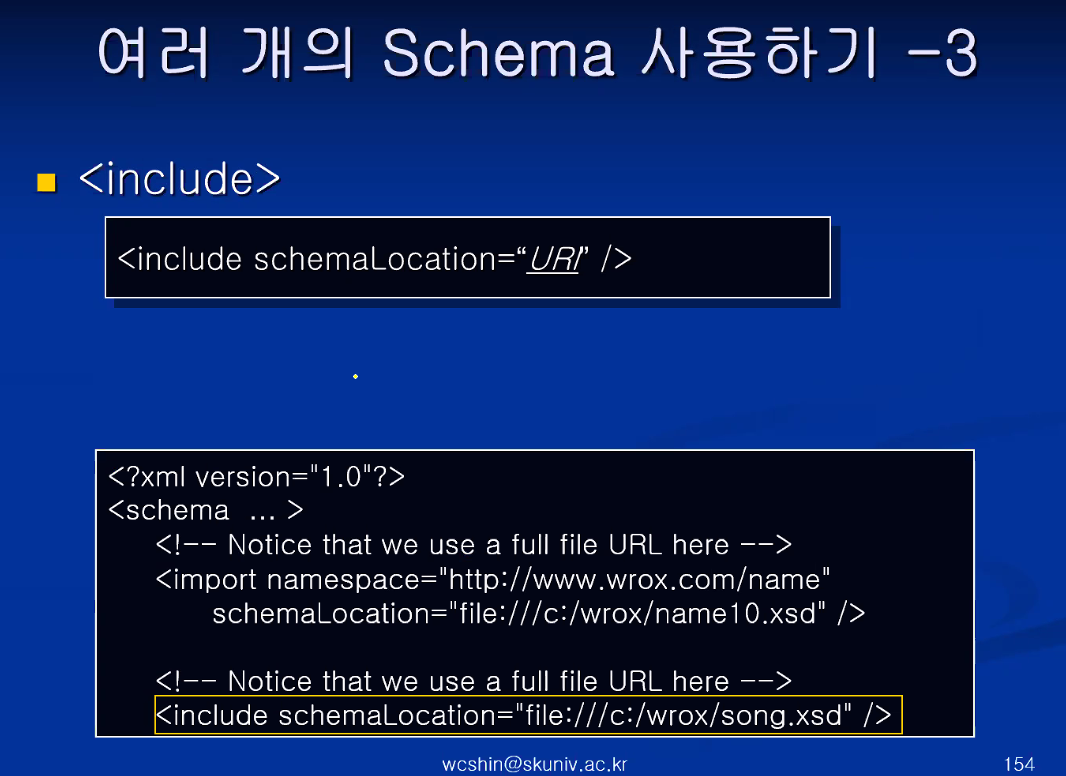 여러 개의 Schema 사용하기 -3
<include>
<include schemaLocation=“URI” />
<?xml version="1.0"?>
<schema ... >
<!-- Notice that we use a full file URL here -->
<import namespace="http://www.wrox.com/name"
schemaLocation="file:///c:/wrox/name10.xsd" />
<!-- Notice that we use a full file URL here -->
<include schemaLocation="file:///c:/wrox/song.xsd" />
wcshin@skuniv.ac.kr
154